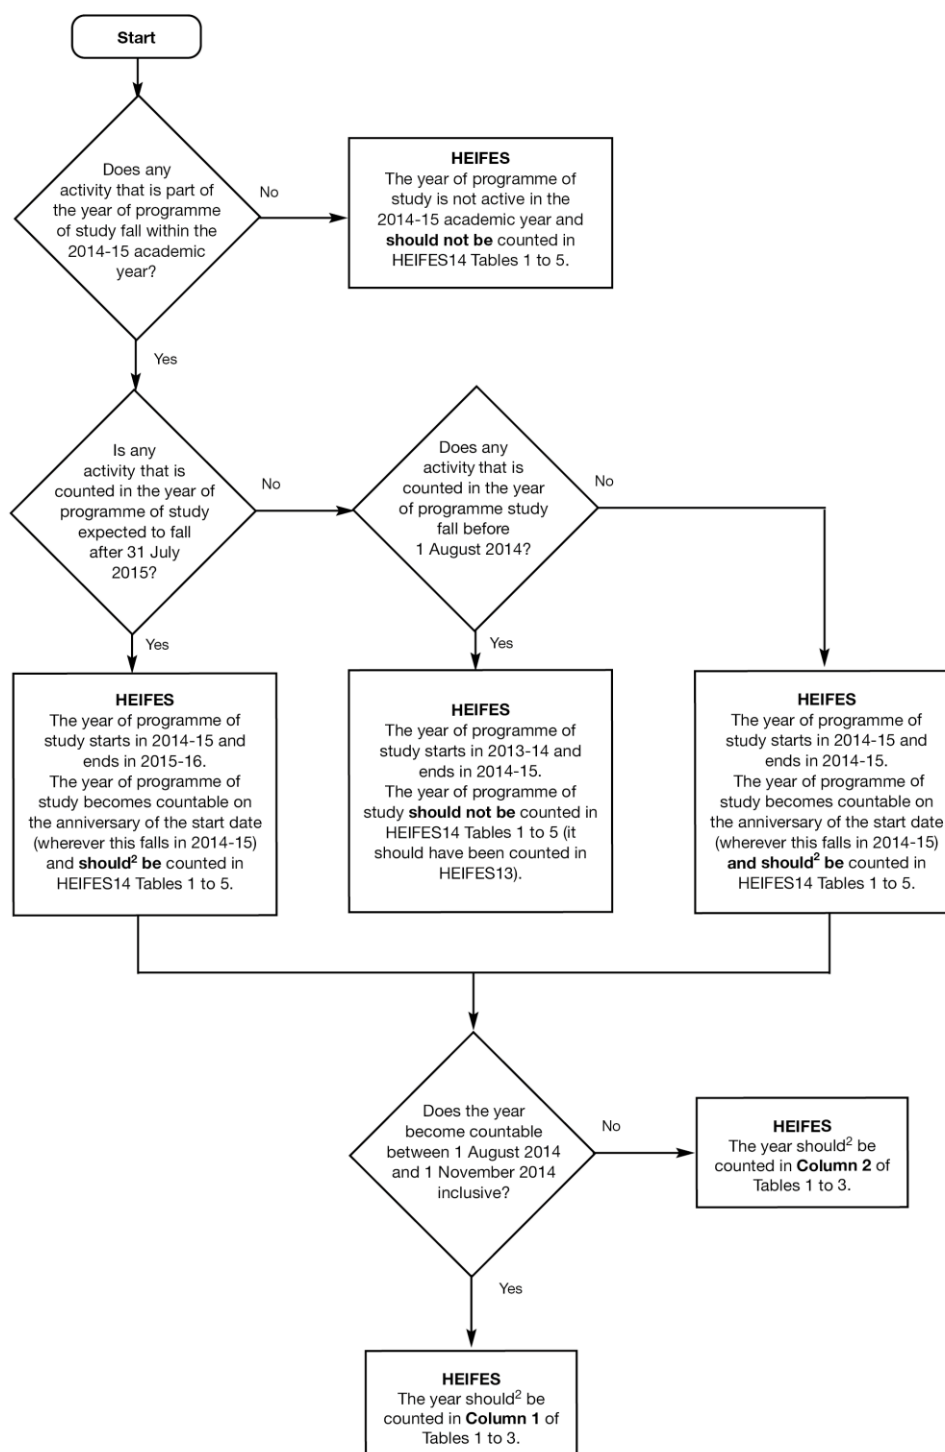 Start
Does any
activity that is part of
the year of programme
of study fall within the
2014-15 academic
year?
No
HEIFES
The year of programme of
study is not active in the
2014-15 academic year and
should not be counted in
HEIFES14 Tables 1 to 5.
Yes
Is any
activity that is
counted in the year of
programme of study
expected to fall
after 31 July
2015?
No
Does any
activity that is
counted in the year
of programme study
fall before
1 August 2014?
No
Yes
HEIFES
The year of programme of
study starts in 2014-15 and
ends in 2015-16.
The year of programme of
study becomes countable on
the anniversary of the start date
(wherever this falls in 2014-15)
and should² be counted in
HEIFES14 Tables 1 to 5.
Yes
HEIFES
The year of programme of
study starts in 2013-14 and
ends in 2014-15.
The year of programme of
study should not be counted in
HEIFES14 Tables 1 to 5 (it
should have been counted in
HEIFES13).
HEIFES
The year of programme of
study starts in 2014-15 and
ends in 2014-15.
The year of programme of
study becomes countable on
the anniversary of the start date
(wherever this falls in 2014-15)
and should² be counted in
HEIFES14 Tables 1 to 5.
Does the year
become countable
between 1 August 2014
and 1 November 2014
inclusive?
No
HEIFES
The year should² be
counted in Column 2 of
Tables 1 to 3.
Yes
HEIFES
The year should² be
counted in Column 1 of
Tables 1 to 3.